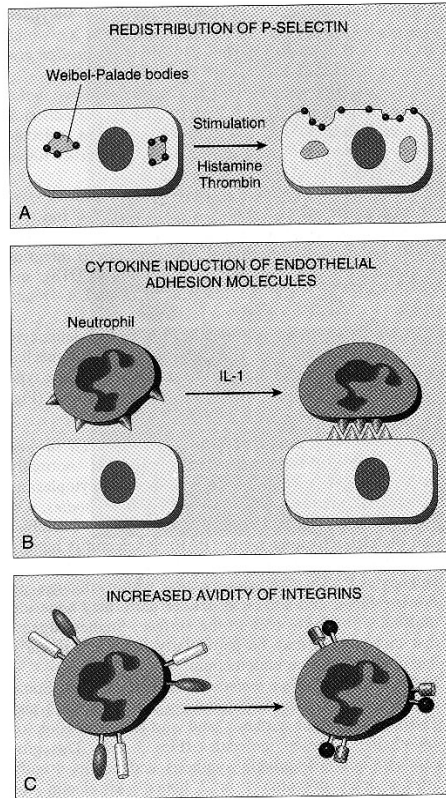 REDISTRIBUTION OF P-SELECTIN
Weibel-Palade bodies
Stimulation
Histamine
Thrombin
A
CYTOKINE INDUCTION OF ENDOTHELIAL
ADHESION MOLECULES
Neutrophil
IL-1
B
INCREASED AVIDITY OF INTEGRINS
C